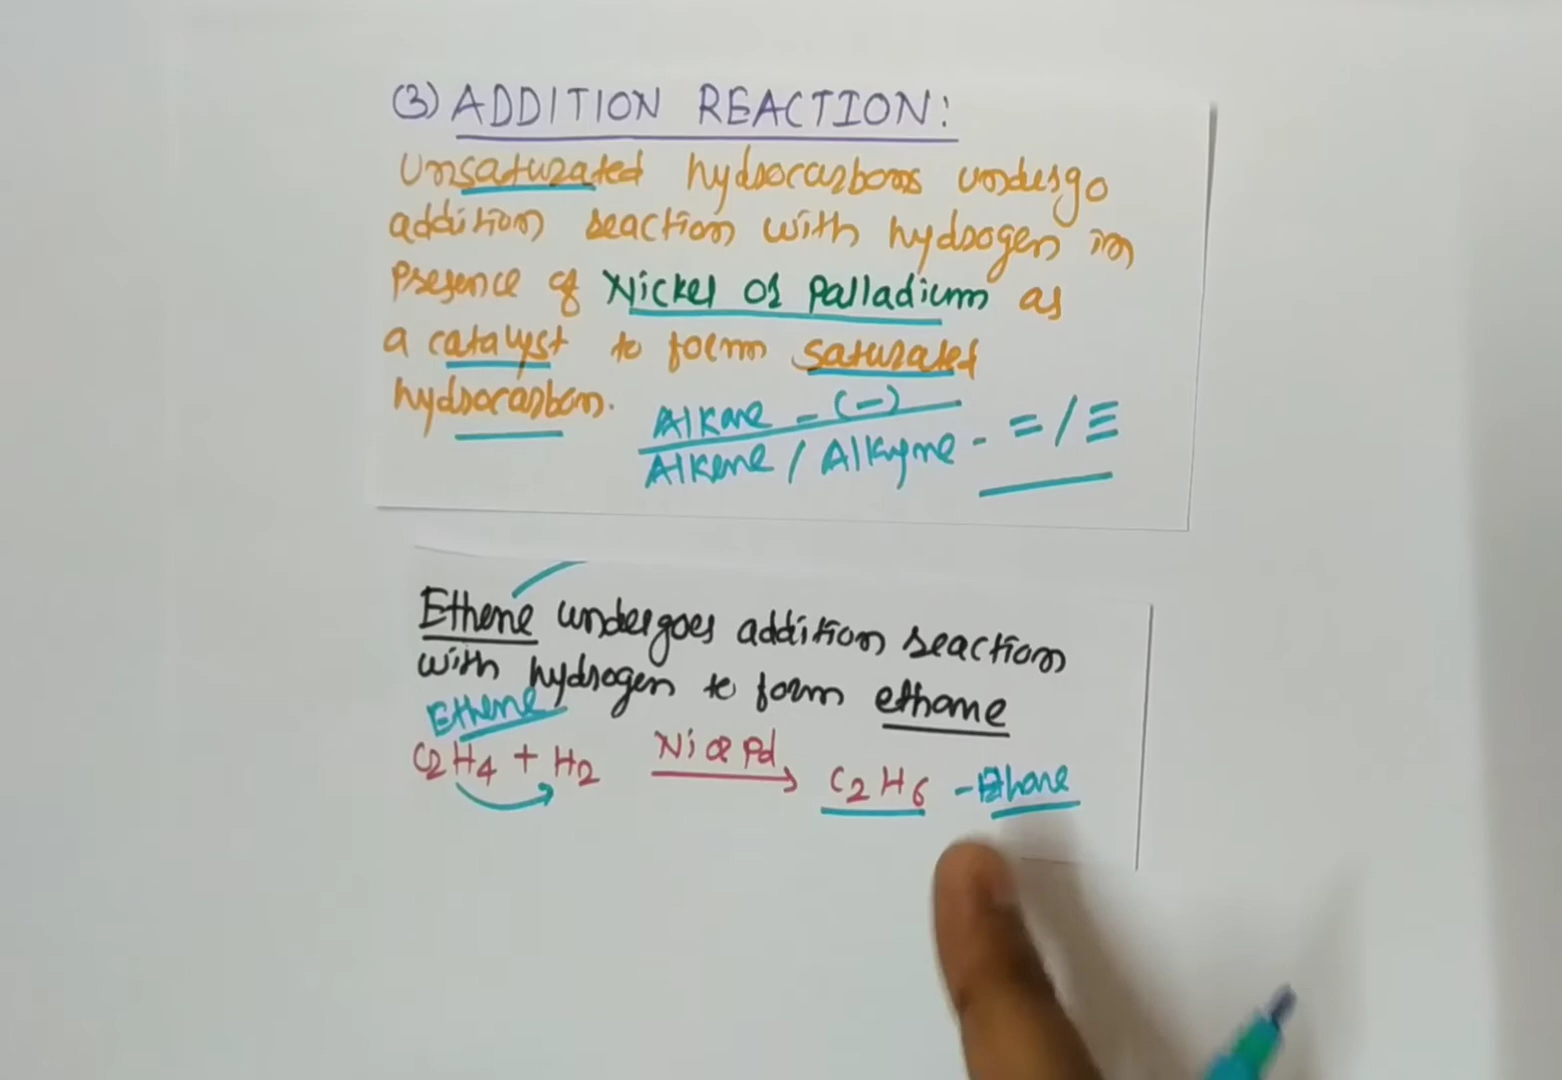 (3) ADDITION REACTION:
Unsaturated hydrocarbons undergo
addition reaction with hydrogen in
presence of Nickel or palladium as
a catalyst to form saturated
hydrocarbon.
Alkane - (-)
Alkene / Alkyne - = / ≡
Ethene undergoes addition reaction
with hydrogen to form ethane
Ethene
C2H4 + H2 Ni or Pd C2H6 - Ethane